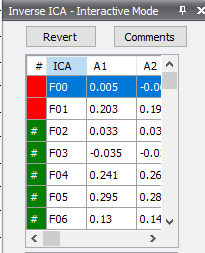 Inverse ICA - Interactive Mode
Revert Comments
# ICA A1 A2
F00 0.005 -0.0
F01 0.203 0.19
# F02 0.033 0.03
# F03 -0.035 -0.0
# F04 0.241 0.26
# F05 0.295 0.28
# F06 0.13 0.14